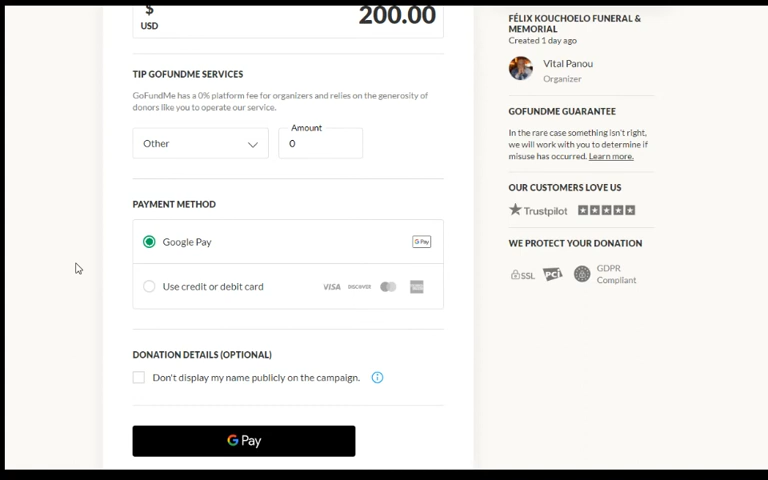 $
USD
200.00
TIP GOFUNDME SERVICES
GoFundMe has a 0% platform fee for organizers and relies on the generosity of
donors like you to operate our service.
Other
Amount
0
PAYMENT METHOD
Google Pay
G Pay
Use credit or debit card
VISA DISCOVER
DONATION DETAILS (OPTIONAL)
Don't display my name publicly on the campaign.
G Pay
FÉLIX KOUCHOELO FUNERAL &
MEMORIAL
Created 1 day ago
Vital Panou
Organizer
GOFUNDME GUARANTEE
In the rare case something isn't right,
we will work with you to determine if
misuse has occurred. Learn more.
OUR CUSTOMERS LOVE US
Trustpilot
WE PROTECT YOUR DONATION
SSL PCI GDPR
Compliant